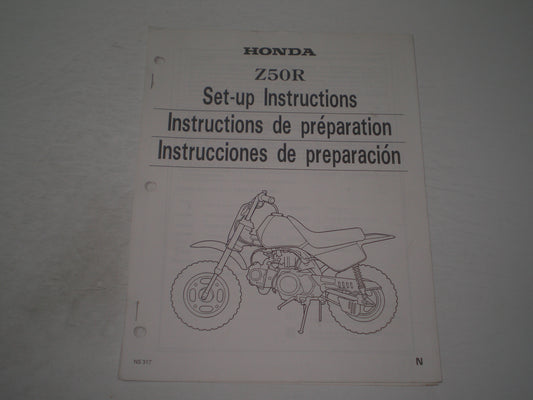 HONDA
Z50R
Set-up Instructions
Instructions de préparation
Instrucciones de preparación
N